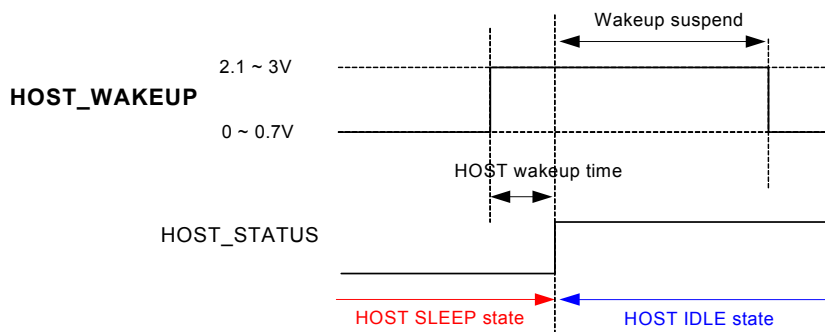 Wakeup suspend
2.1 ~ 3V
HOST_WAKEUP
0 ~ 0.7V
HOST wakeup time
HOST_STATUS
HOST SLEEP state
HOST IDLE state